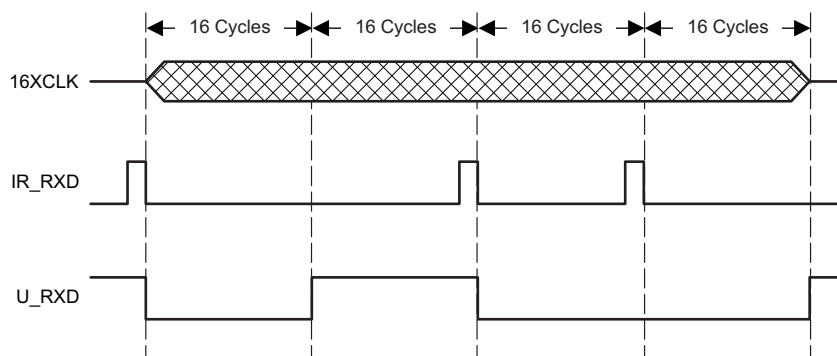 16 Cycles 16 Cycles 16 Cycles 16 Cycles
16XCLK
IR_RXD
U_RXD